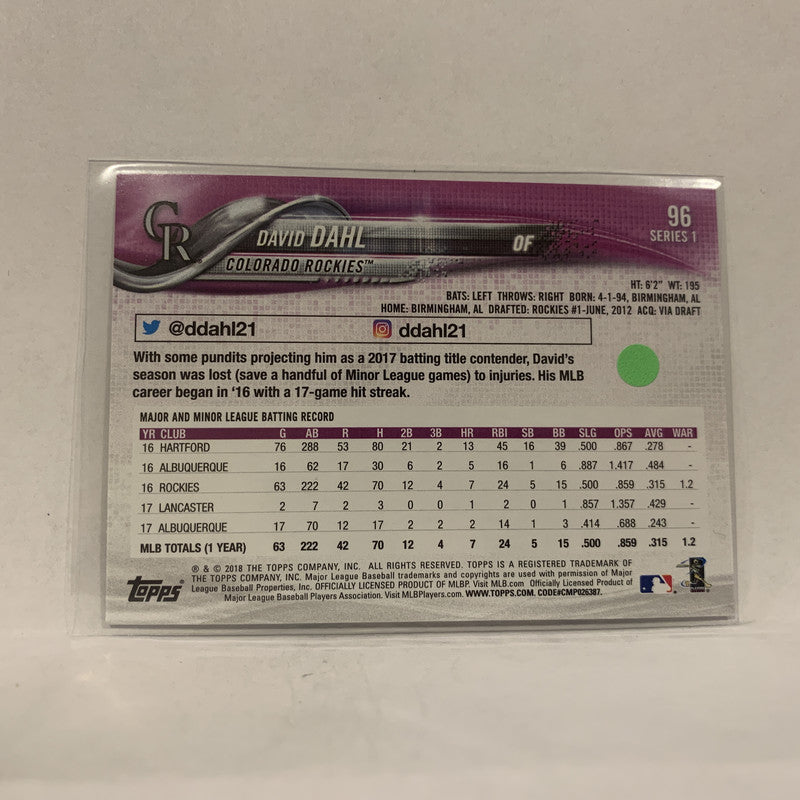 CR
DAVID DAHL
OF
COLORADO ROCKIES™
96
SERIES 1
HT: 6'2" WT: 195
BATS: LEFT THROWS: RIGHT BORN: 4-1-94, BIRMINGHAM, AL
HOME: BIRMINGHAM, AL DRAFTED: ROCKIES #1-JUNE, 2012 ACQ: VIA DRAFT
@ddahl21 ddahl21
With some pundits projecting him as a 2017 batting title contender, David's
season was lost (save a handful of Minor League games) to injuries. His MLB
career began in '16 with a 17-game hit streak.
MAJOR AND MINOR LEAGUE BATTING RECORD
YR CLUB G AB R H 2B 3B HR RBI SB BB SLG OPS AVG WAR
16 HARTFORD 76 288 53 80 21 2 13 45 16 39 .500 .867 .278 -
16 ALBUQUERQUE 16 62 17 30 6 2 5 16 1 6 .887 1.417 .484 -
16 ROCKIES 63 222 42 70 12 4 7 24 5 15 .500 .859 .315 1.2
17 LANCASTER 2 7 2 3 0 0 1 2 0 1 .857 1.357 .429 -
17 ALBUQUERQUE 17 70 12 17 2 2 2 14 1 3 .414 .688 .243 -
MLB TOTALS (1 YEAR) 63 222 42 70 12 4 7 24 5 15 .500 .859 .315 1.2
® & © 2018 THE TOPPS COMPANY, INC. ALL RIGHTS RESERVED. TOPPS IS A REGISTERED TRADEMARK OF
THE TOPPS COMPANY, INC. Major League Baseball trademarks and copyrights are used with permission of Major
League Baseball Properties, Inc. OFFICIALLY LICENSED PRODUCT OF MLBP. Visit MLB.com Officially Licensed Product of
Major League Baseball Players Association. Visit MLBPlayers.com. WWW.TOPPS.COM. CODE#CMP026387.
TOPPS®